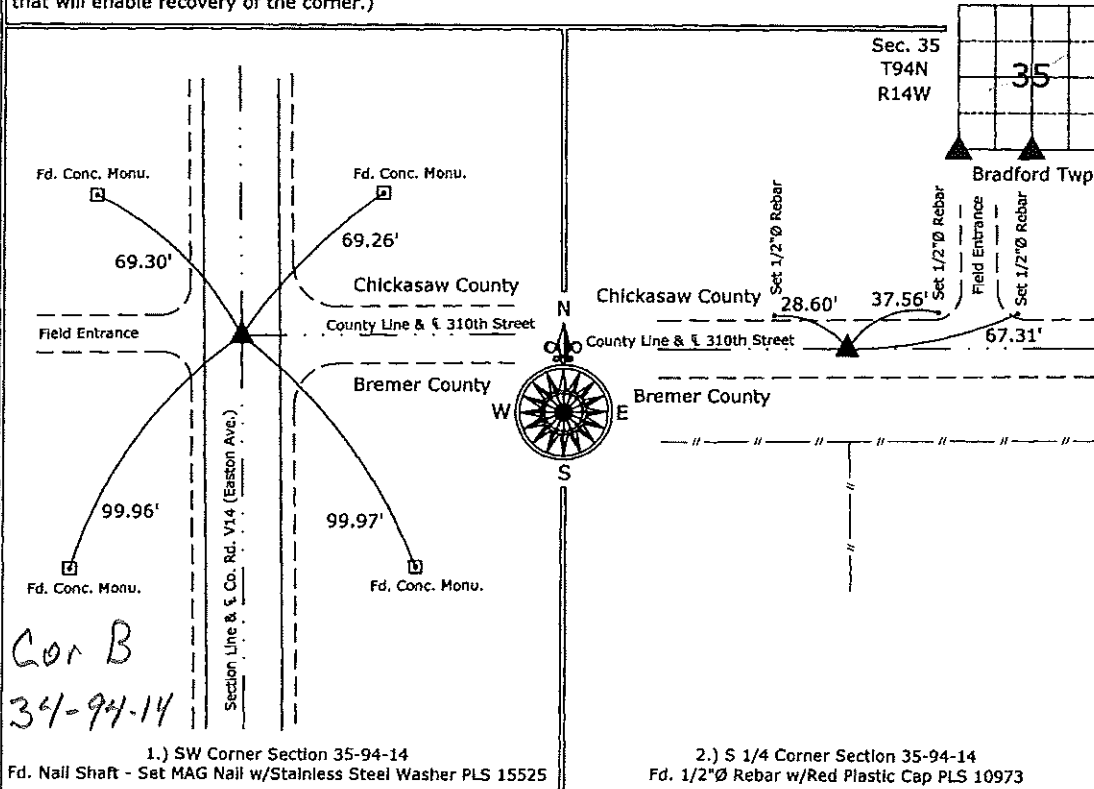 that will enable recovery of the corner.)
Sec. 35
T94N
R14W
35
Bradford Twp
Fd. Conc. Monu.
Fd. Conc. Monu.
69.30'
69.26'
Chickasaw County
Field Entrance
County Line & ℄ 310th Street
Bremer County
Section Line & ℄ Co. Rd. V14 (Easton Ave.)
99.96'
99.97'
Fd. Conc. Monu.
Fd. Conc. Monu.
Cor B
34-94-14
1.) SW Corner Section 35-94-14
Fd. Nail Shaft - Set MAG Nail w/Stainless Steel Washer PLS 15525
N
W
E
S
Set 1/2"Ø Rebar
Set 1/2"Ø Rebar
Field Entrance
Set 1/2"Ø Rebar
Chickasaw County
28.60'
37.56'
67.31'
County Line & ℄ 310th Street
Bremer County
2.) S 1/4 Corner Section 35-94-14
Fd. 1/2"Ø Rebar w/Red Plastic Cap PLS 10973